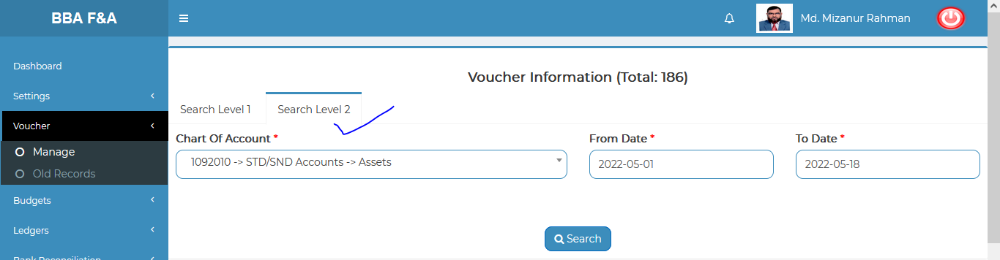 BBA F&A
Md. Mizanur Rahman
Dashboard
Settings
Voucher
Manage
Old Records
Budgets
Ledgers
Bank Reconciliation
Voucher Information (Total: 186)
Search Level 1
Search Level 2
Chart Of Account *
From Date *
To Date *
1092010 -> STD/SND Accounts -> Assets
2022-05-01
2022-05-18
Search